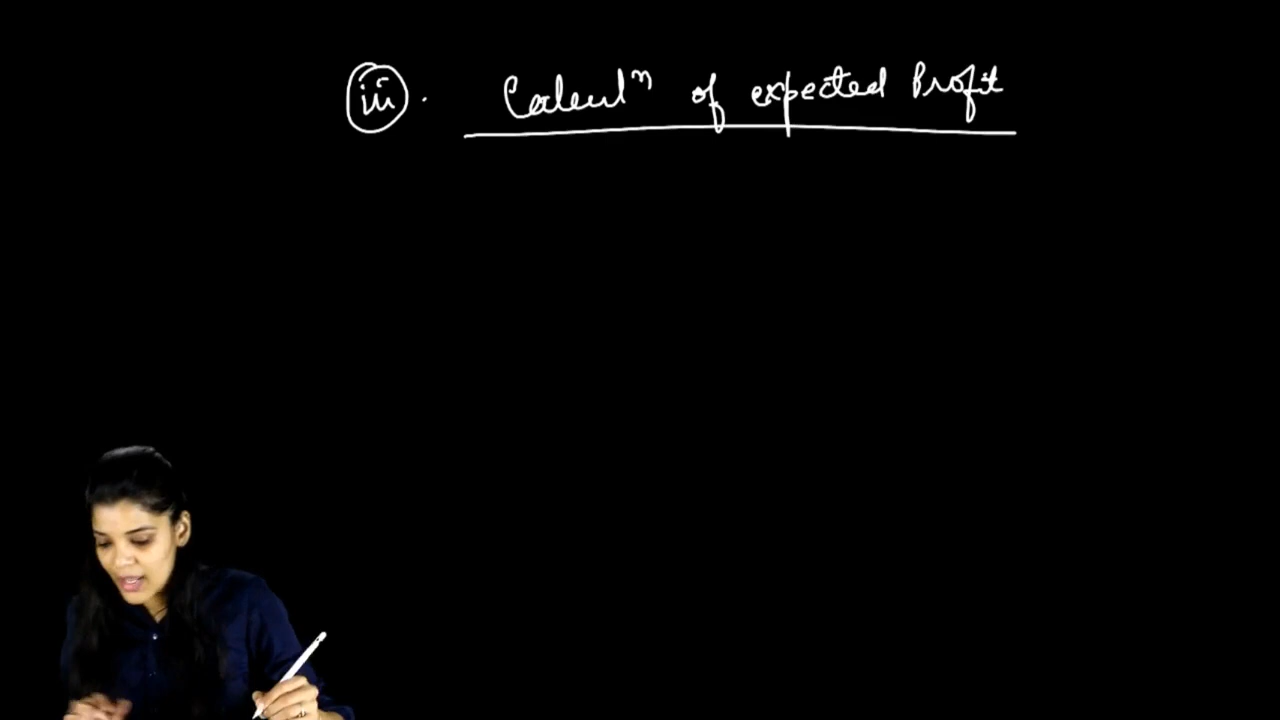 (iii). Calculⁿ of expected Profit